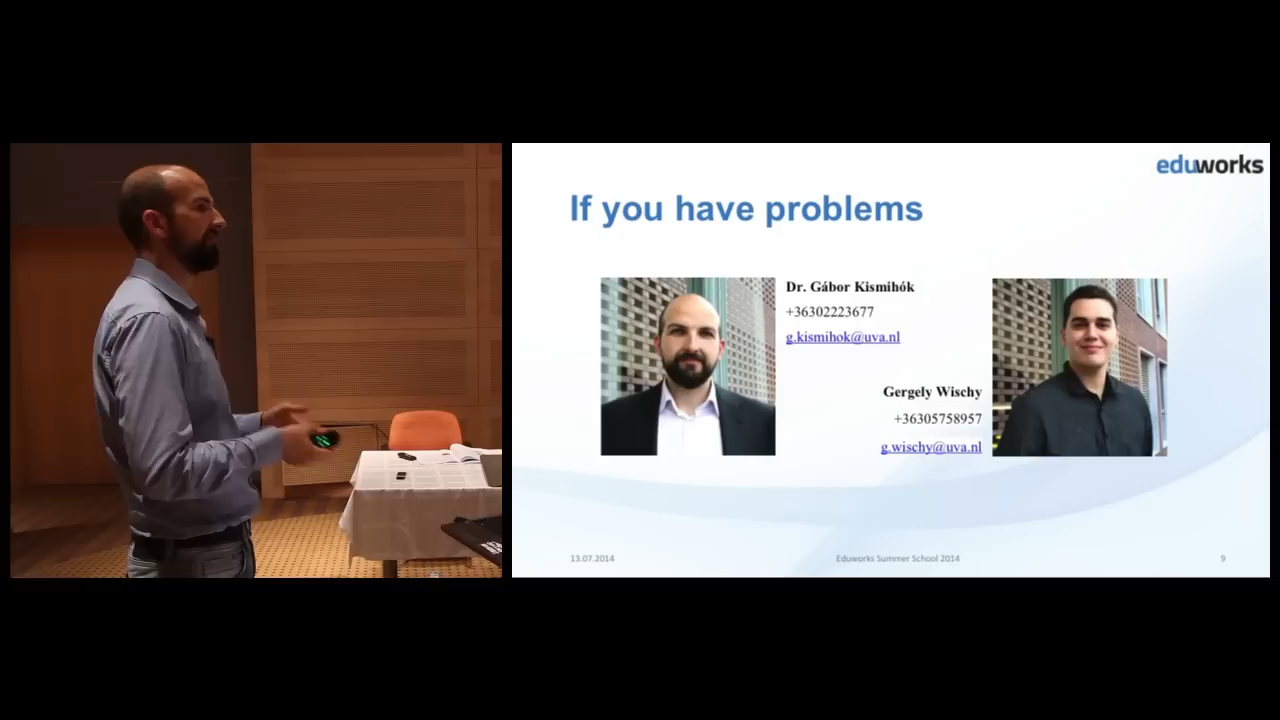 eduworks
If you have problems
Dr. Gábor Kismihók
+36302223677
g.kismihok@uva.nl
Gergely Wischy
+36305758957
g.wischy@uva.nl
13.07.2014
Eduworks Summer School 2014
9